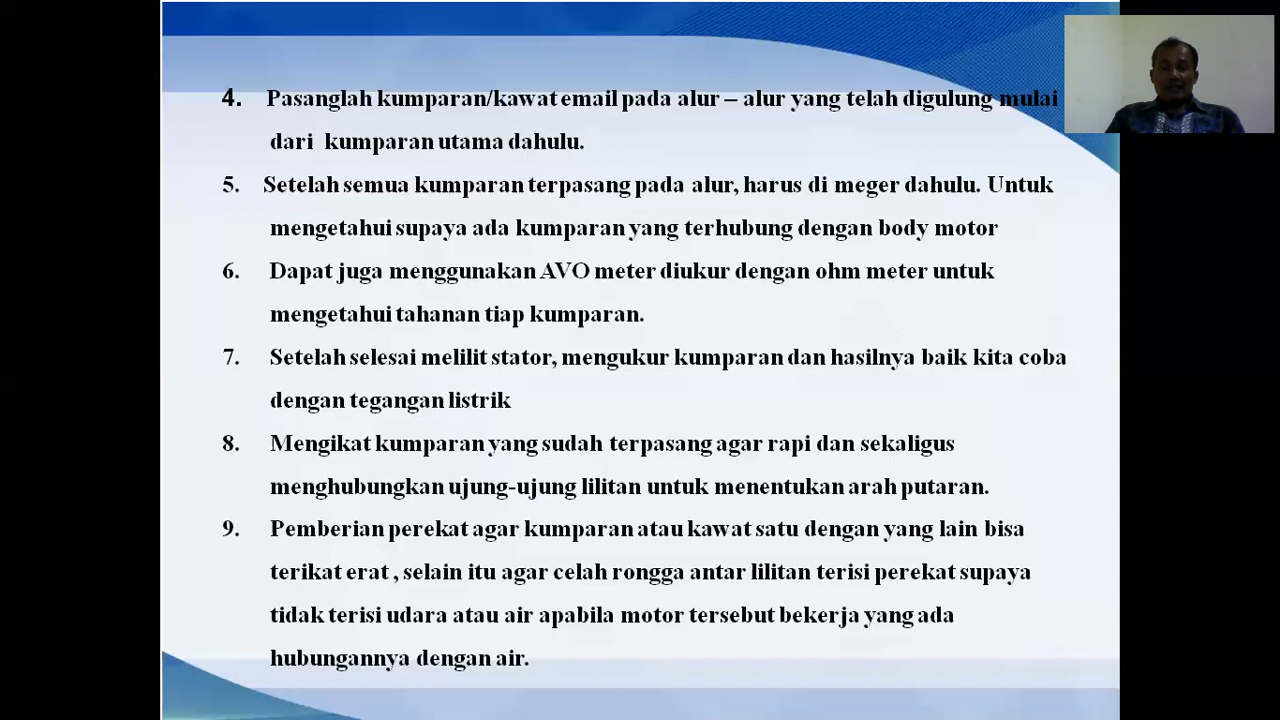 4. Pasanglah kumparan/kawat email pada alur – alur yang telah digulung mulai
dari kumparan utama dahulu.
5. Setelah semua kumparan terpasang pada alur, harus di meger dahulu. Untuk
mengetahui supaya ada kumparan yang terhubung dengan body motor
6. Dapat juga menggunakan AVO meter diukur dengan ohm meter untuk
mengetahui tahanan tiap kumparan.
7. Setelah selesai melilit stator, mengukur kumparan dan hasilnya baik kita coba
dengan tegangan listrik
8. Mengikat kumparan yang sudah terpasang agar rapi dan sekaligus
menghubungkan ujung-ujung lilitan untuk menentukan arah putaran.
9. Pemberian perekat agar kumparan atau kawat satu dengan yang lain bisa
terikat erat , selain itu agar celah rongga antar lilitan terisi perekat supaya
tidak terisi udara atau air apabila motor tersebut bekerja yang ada
hubungannya dengan air.